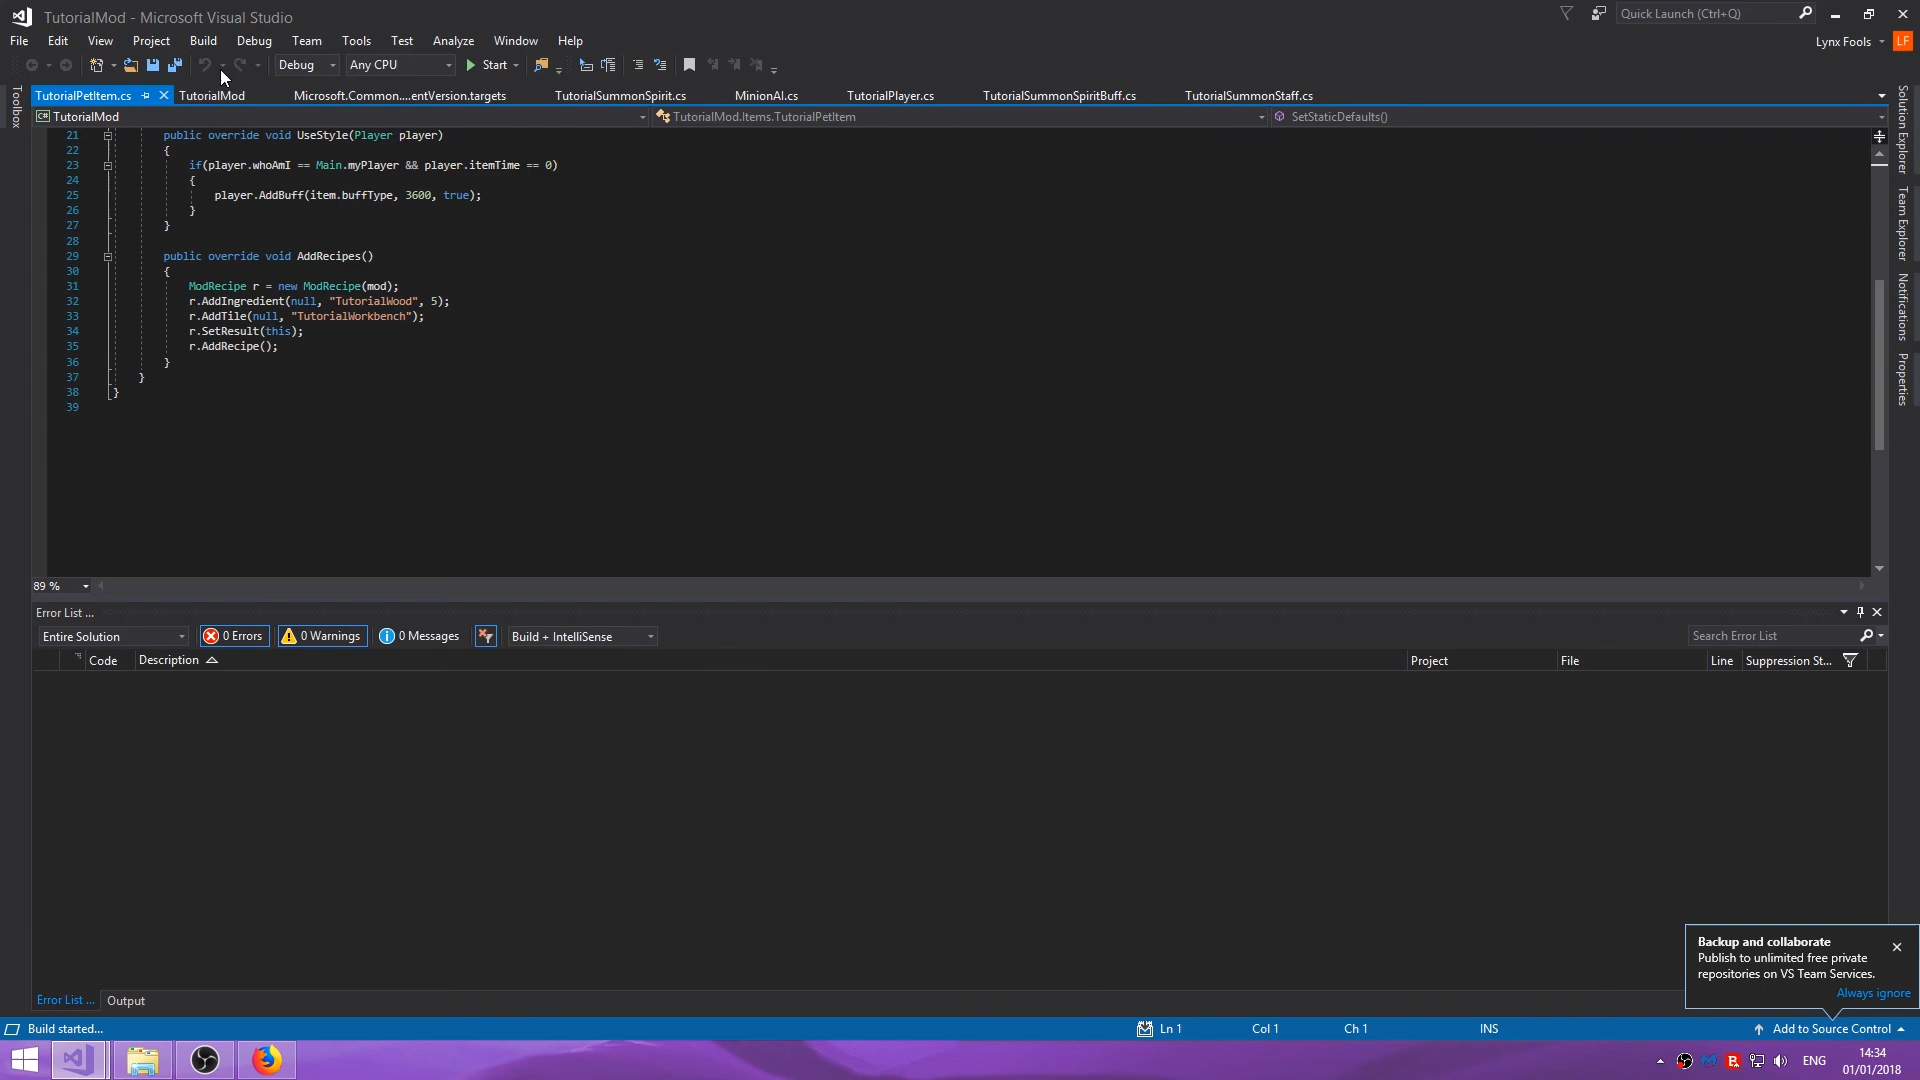 TutorialMod - Microsoft Visual Studio
Quick Launch (Ctrl+Q)
File Edit View Project Build Debug Team Tools Test Analyze Window Help
Lynx Fools LF
Debug Any CPU Start
Toolbox
TutorialPetItem.cs TutorialMod Microsoft.Common....entVersion.targets TutorialSummonSpirit.cs MinionAI.cs TutorialPlayer.cs TutorialSummonSpiritBuff.cs TutorialSummonStaff.cs
C# TutorialMod TutorialMod.Items.TutorialPetItem SetStaticDefaults()
21 public override void UseStyle(Player player)
22 {
23 if(player.whoAmI == Main.myPlayer && player.itemTime == 0)
24 {
25 player.AddBuff(item.buffType, 3600, true);
26 }
27 }
28
29 public override void AddRecipes()
30 {
31 ModRecipe r = new ModRecipe(mod);
32 r.AddIngredient(null, "TutorialWood", 5);
33 r.AddTile(null, "TutorialWorkbench");
34 r.SetResult(this);
35 r.AddRecipe();
36 }
37 }
38 }
39
Solution Explorer
Team Explorer
Notifications
Properties
89 %
Error List ...
Entire Solution 0 Errors 0 Warnings 0 Messages Build + IntelliSense Search Error List
Code Description Project File Line Suppression St...
Backup and collaborate
Publish to unlimited free private
repositories on VS Team Services.
Always ignore
Error List ... Output
Build started... Ln 1 Col 1 Ch 1 INS Add to Source Control
ENG 14:34
01/01/2018